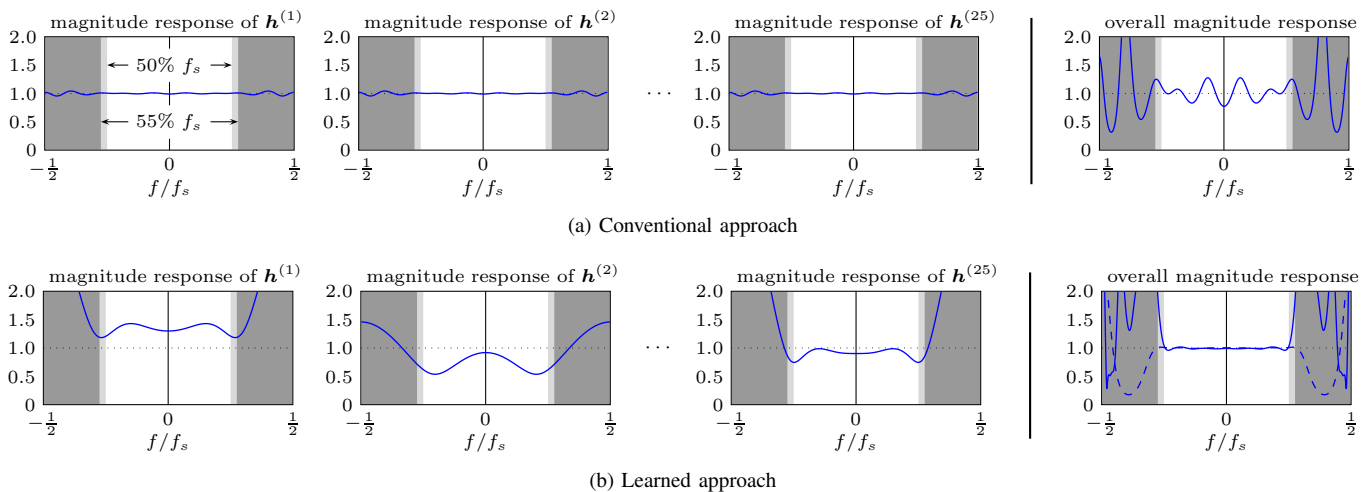 magnitude response of h^(1) magnitude response of h^(2) magnitude response of h^(25) overall magnitude response
2.0 2.0 2.0 2.0
1.5 50% f_s 1.5 1.5 1.5
1.0 1.0 ··· 1.0 1.0
0.5 55% f_s 0.5 0.5 0.5
0 0 0 0
−1/2 0 1/2 −1/2 0 1/2 −1/2 0 1/2 −1/2 0 1/2
f/f_s f/f_s f/f_s f/f_s
(a) Conventional approach
magnitude response of h^(1) magnitude response of h^(2) magnitude response of h^(25) overall magnitude response
2.0 2.0 2.0 2.0
1.5 1.5 1.5 1.5
1.0 1.0 ··· 1.0 1.0
0.5 0.5 0.5 0.5
0 0 0 0
−1/2 0 1/2 −1/2 0 1/2 −1/2 0 1/2 −1/2 0 1/2
f/f_s f/f_s f/f_s f/f_s
(b) Learned approach